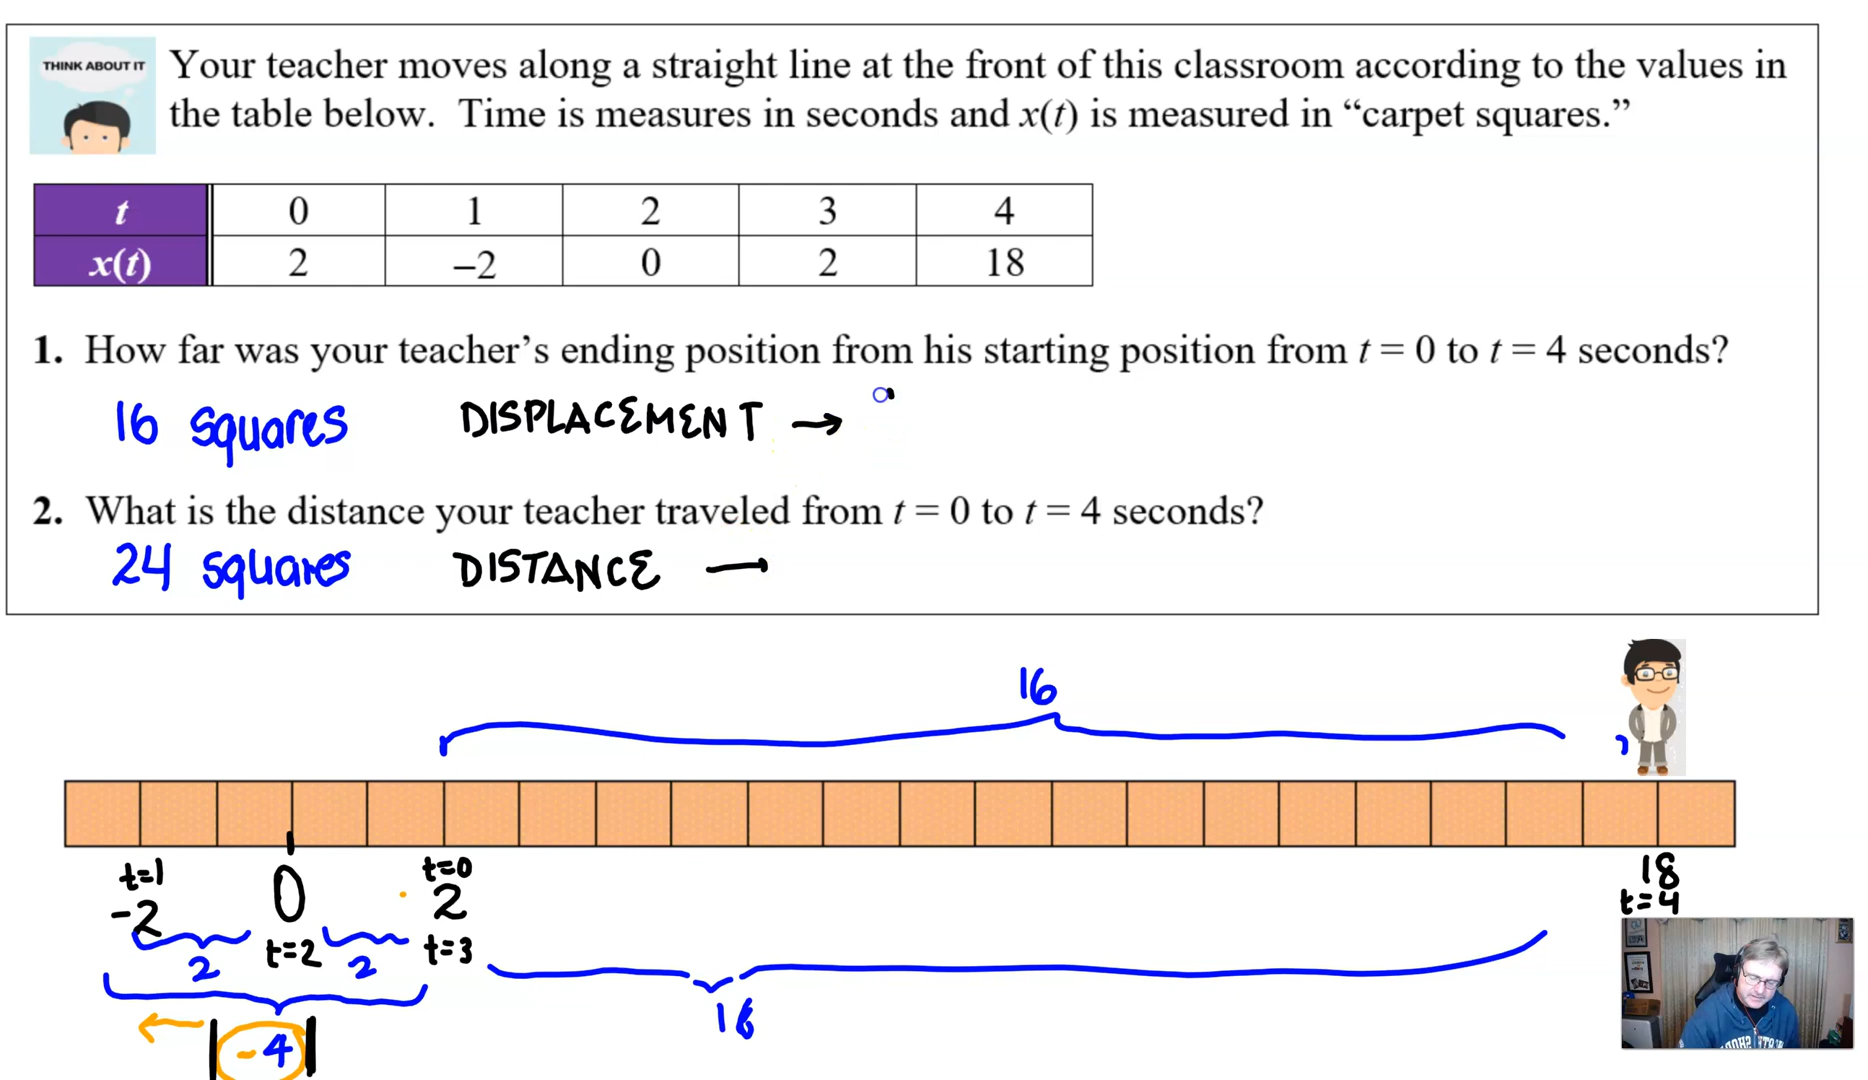 THINK ABOUT IT
Your teacher moves along a straight line at the front of this classroom according to the values in
the table below. Time is measures in seconds and x(t) is measured in “carpet squares.”
t 0 1 2 3 4
x(t) 2 –2 0 2 18
1. How far was your teacher’s ending position from his starting position from t = 0 to t = 4 seconds?
16 squares DISPLACEMENT →
2. What is the distance your teacher traveled from t = 0 to t = 4 seconds?
24 squares DISTANCE —
16
t=1 0 t=0 18
-2 2 t=4
t=2 t=3
2 2
16
|-4|